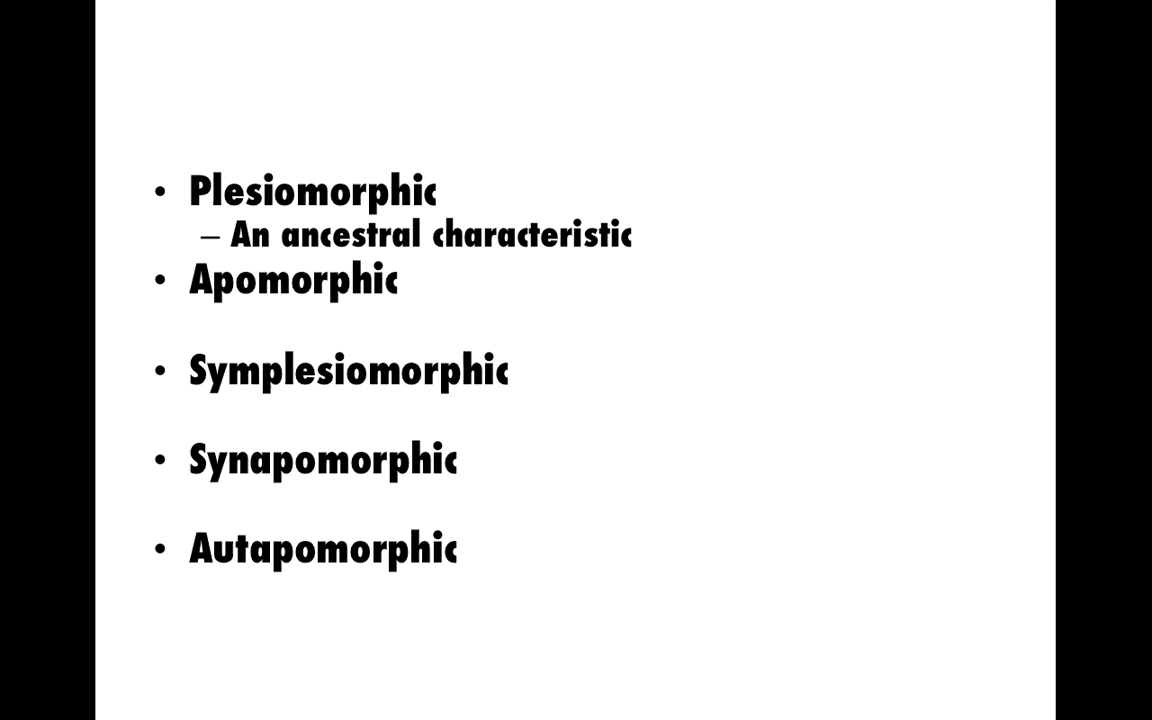 • Plesiomorphic
– An ancestral characteristic
• Apomorphic
• Symplesiomorphic
• Synapomorphic
• Autapomorphic